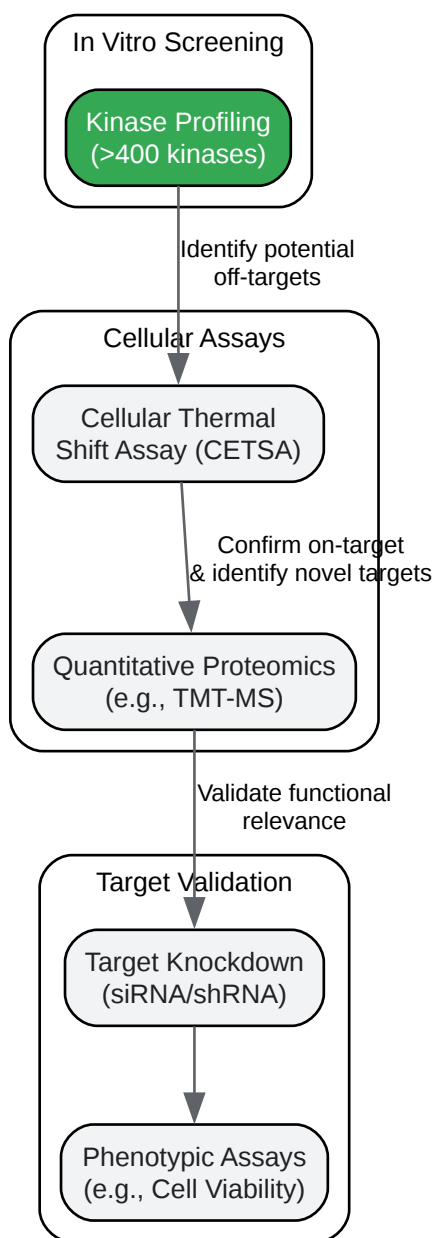 In Vitro Screening
Kinase Profiling
(>400 kinases)
Identify potential
off-targets
Cellular Assays
Cellular Thermal
Shift Assay (CETSA)
Confirm on-target
& identify novel targets
Quantitative Proteomics
(e.g., TMT-MS)
Validate functional
relevance
Target Validation
Target Knockdown
(siRNA/shRNA)
Phenotypic Assays
(e.g., Cell Viability)